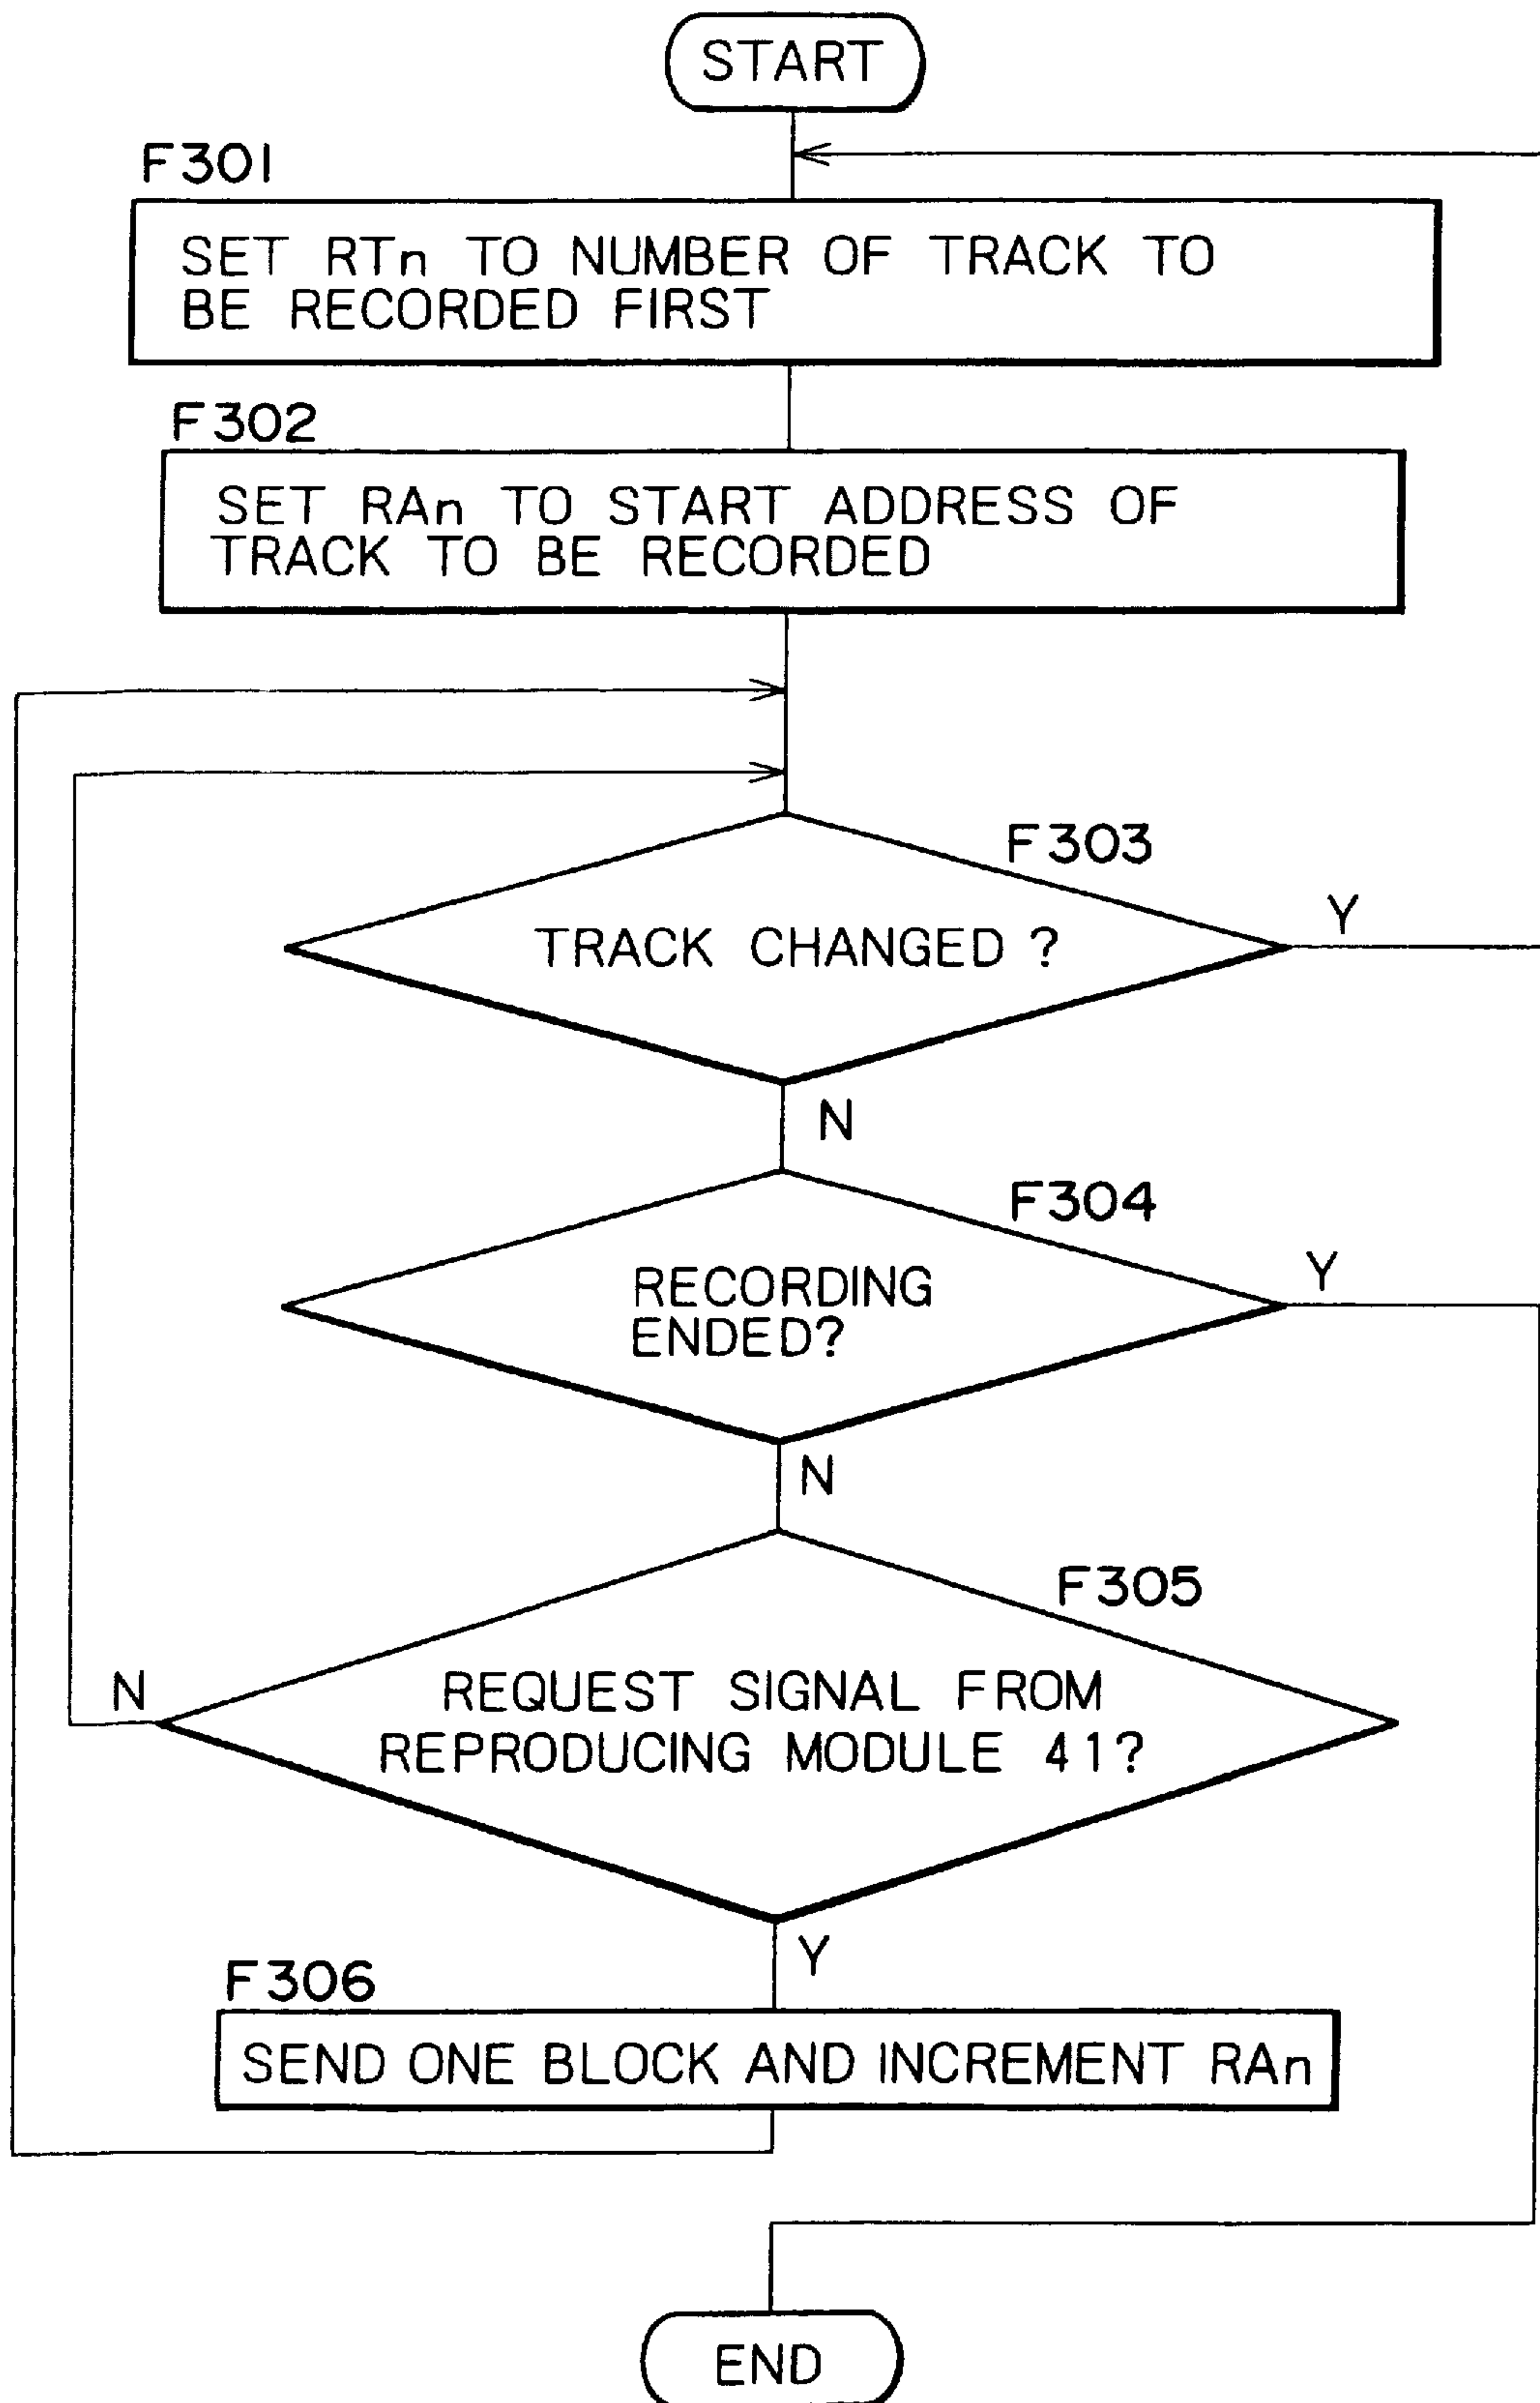 START
F301
SET RTn TO NUMBER OF TRACK TO
BE RECORDED FIRST
F302
SET RAn TO START ADDRESS OF
TRACK TO BE RECORDED
F303
TRACK CHANGED ?
Y
N
F304
RECORDING
ENDED?
Y
N
F305
REQUEST SIGNAL FROM
REPRODUCING MODULE 41?
N
Y
F306
SEND ONE BLOCK AND INCREMENT RAn
END